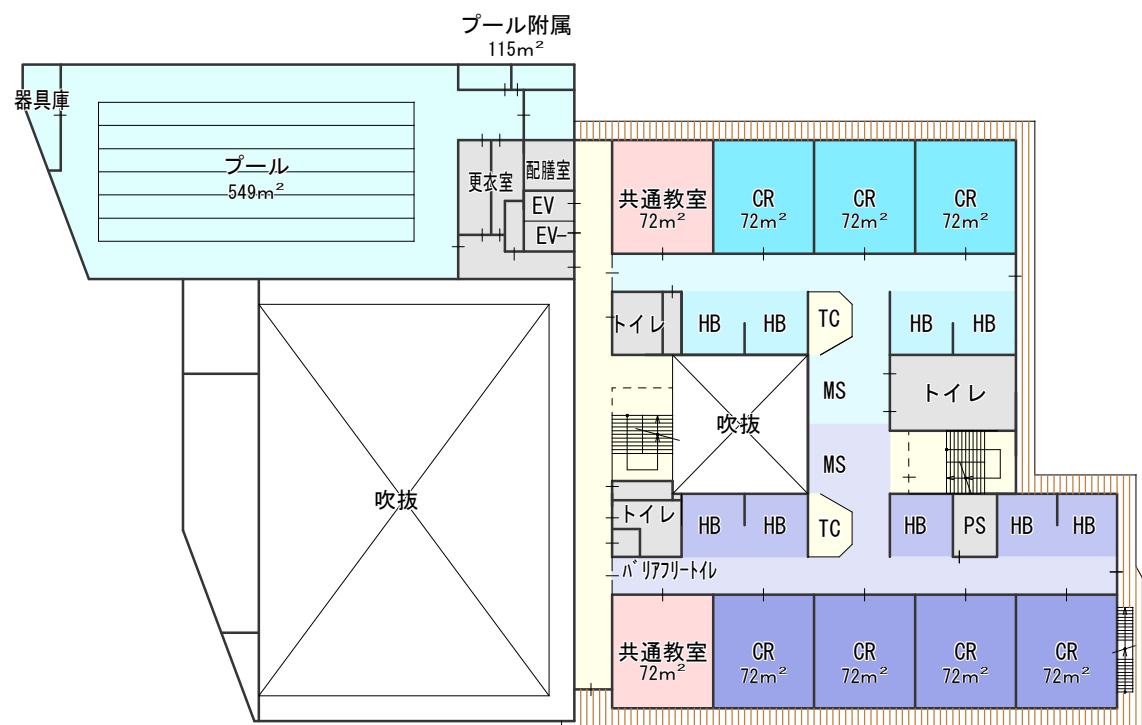 プール附属
115m²
器具庫
プール
549m²
更衣室
配膳室
EV
EV
共通教室
72m²
CR
72m²
CR
72m²
CR
72m²
トイレ
HB
HB
TC
HB
HB
MS
トイレ
吹抜
MS
吹抜
トイレ
HB
HB
TC
HB
PS
HB
HB
バリアフリートイレ
共通教室
72m²
CR
72m²
CR
72m²
CR
72m²
CR
72m²